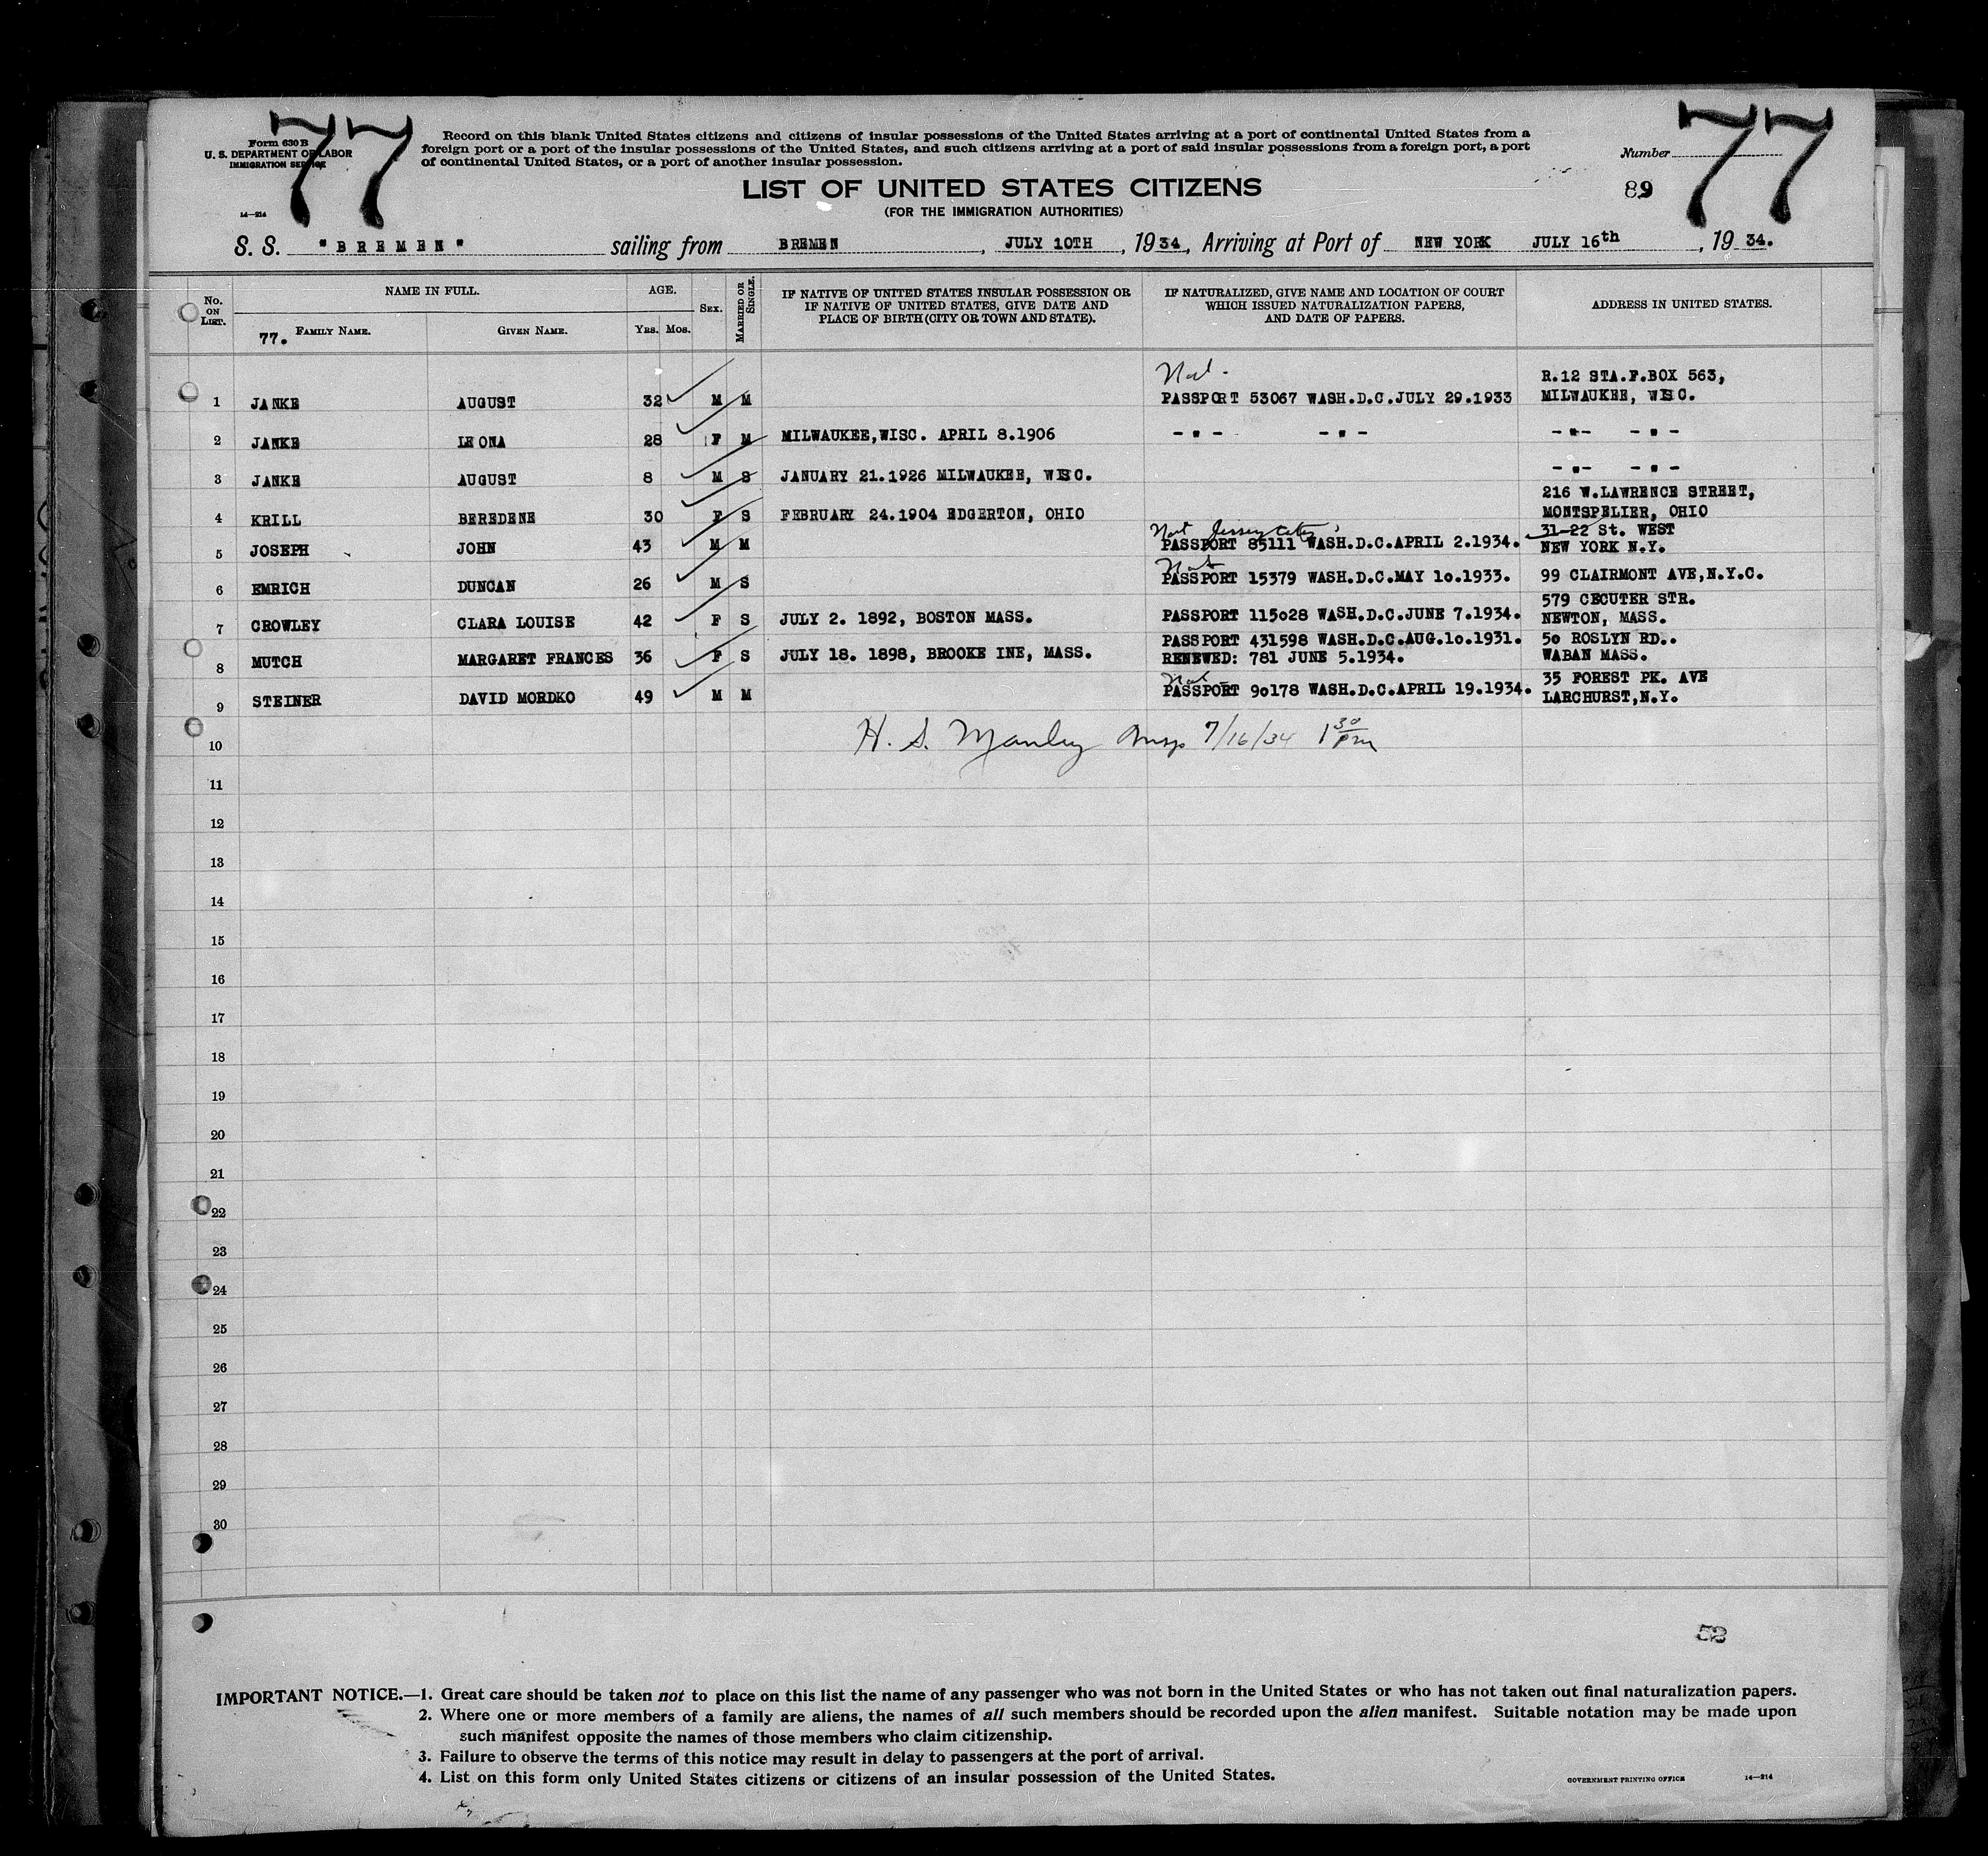 77 77
Form 630 B
U. S. DEPARTMENT OF LABOR
IMMIGRATION SERVICE
14—214
Record on this blank United States citizens and citizens of insular possessions of the United States arriving at a port of continental United States from a
foreign port or a port of the insular possessions of the United States, and such citizens arriving at a port of said insular possessions from a foreign port, a port
of continental United States, or a port of another insular possession.
Number
89
LIST OF UNITED STATES CITIZENS
(FOR THE IMMIGRATION AUTHORITIES)
S. S. "BREMEN" sailing from BREMEN, JULY 10TH, 1934, Arriving at Port of NEW YORK JULY 16th, 1934.
No. ON LIST. NAME IN FULL. AGE. SEX. MARRIED OR SINGLE. IF NATIVE OF UNITED STATES INSULAR POSSESSION OR IF NATIVE OF UNITED STATES, GIVE DATE AND PLACE OF BIRTH (CITY OR TOWN AND STATE). IF NATURALIZED, GIVE NAME AND LOCATION OF COURT WHICH ISSUED NATURALIZATION PAPERS, AND DATE OF PAPERS. ADDRESS IN UNITED STATES.
77. FAMILY NAME. GIVEN NAME. YRS. MOS.
Nat. R.12 STA.F.BOX 563,
1 JANKE AUGUST 32 M M PASSPORT 53067 WASH.D.C.JULY 29.1933 MILWAUKEE, WISC.
2 JANKE LEONA 28 F M MILWAUKEE,WISC. APRIL 8.1906 -"- -"- -"- -"-
3 JANKE AUGUST 8 M S JANUARY 21.1926 MILWAUKEE, WISC. -"- -"-
216 W.LAWRENCE STREET,
4 KRILL BEREDENE 30 F S FEBRUARY 24.1904 EDGERTON, OHIO MONTSPELIER, OHIO
Nat Jersey City 31-22 St. WEST
5 JOSEPH JOHN 43 M M PASSPORT 85111 WASH.D.C.APRIL 2.1934. NEW YORK N.Y.
Nat
6 EMRICH DUNCAN 26 M S PASSPORT 15379 WASH.D.C.MAY 10.1933. 99 CLAIRMONT AVE,N.Y.C.
579 CECUTER STR.
7 CROWLEY CLARA LOUISE 42 F S JULY 2. 1892, BOSTON MASS. PASSPORT 115028 WASH.D.C.JUNE 7.1934. NEWTON, MASS.
PASSPORT 431598 WASH.D.C.AUG.10.1931. 50 ROSLYN RD..
8 MUTCH MARGARET FRANCES 36 F S JULY 18. 1898, BROOKE INE, MASS. RENEWED: 781 JUNE 5.1934. WABAN MASS.
Nat 35 FOREST PK. AVE
9 STEINER DAVID MORDKO 49 M M PASSPORT 90178 WASH.D.C.APRIL 19.1934. LARCHURST,N.Y.
10 H. S. Manley Insp 7/16/34 1 30 pm
11
12
13
14
15
16
17
18
19
20
21
22
23
24
25
26
27
28
29
30
52
IMPORTANT NOTICE.—1. Great care should be taken not to place on this list the name of any passenger who was not born in the United States or who has not taken out final naturalization papers.
2. Where one or more members of a family are aliens, the names of all such members should be recorded upon the alien manifest. Suitable notation may be made upon
such manifest opposite the names of those members who claim citizenship.
3. Failure to observe the terms of this notice may result in delay to passengers at the port of arrival.
4. List on this form only United States citizens or citizens of an insular possession of the United States.
GOVERNMENT PRINTING OFFICE 14—214